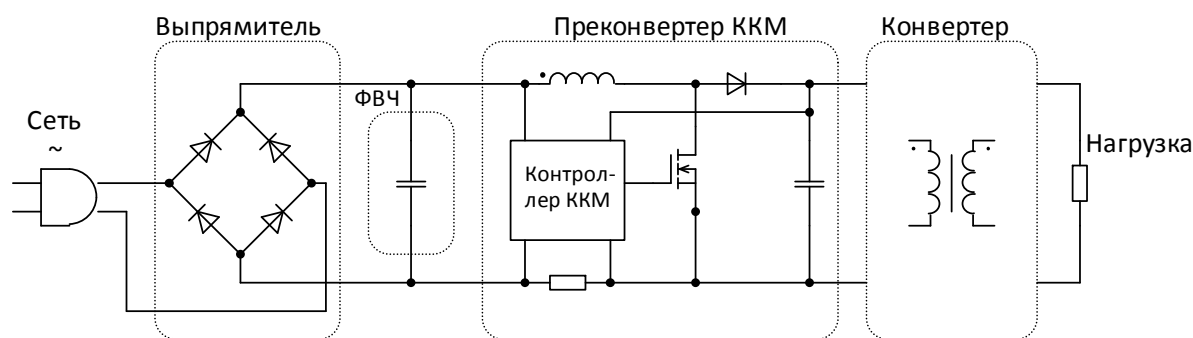 Выпрямитель
Преконвертер ККМ
Конвертер
ФВЧ
Сеть
~
Контрол-
лер ККМ
Нагрузка